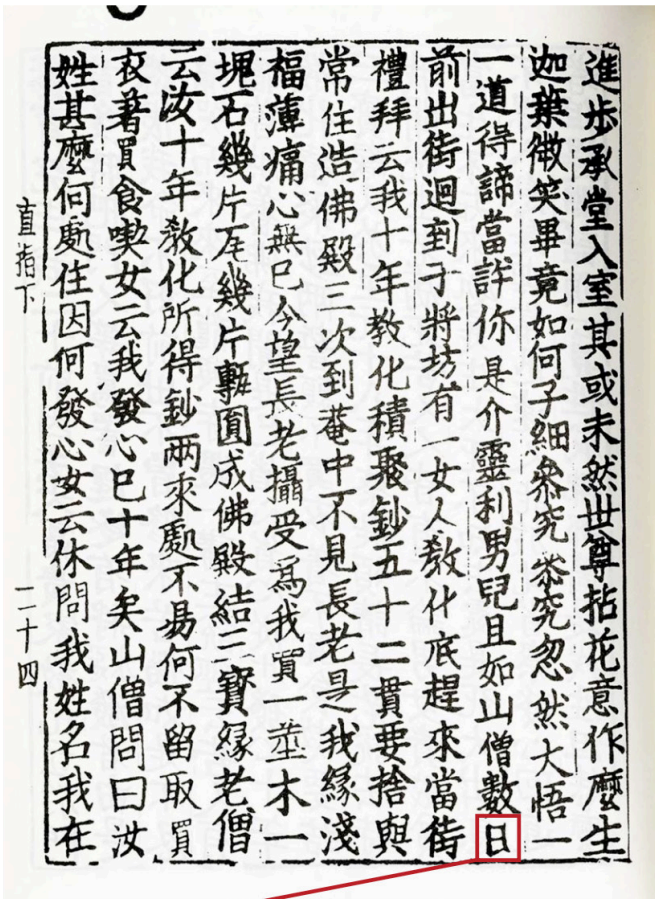 進步承堂入室其或未然世尊拈花意作麼生
迦葉微笑畢竟如何子細叅究叅究忽然大悟一
一道得諦當許你是介靈利男兒且如山僧數日
前出街迴到于將坊有一女人教化底趕來當街
禮拜云我十年教化積聚鈔五十二貫要捨與
常住造佛殿三次到菴中不見長老是我緣淺
福薄痛心無已今望長老攝受爲我買一莖木一
塊石幾片瓦幾片甎圓成佛殿結三寶緣老僧
云汝十年教化所得鈔兩來處不易何不留取買
衣著買食喫女云我發心已十年矣山僧問曰汝
姓甚麼何處住因何發心女云休問我姓名我在
直指下
二十四